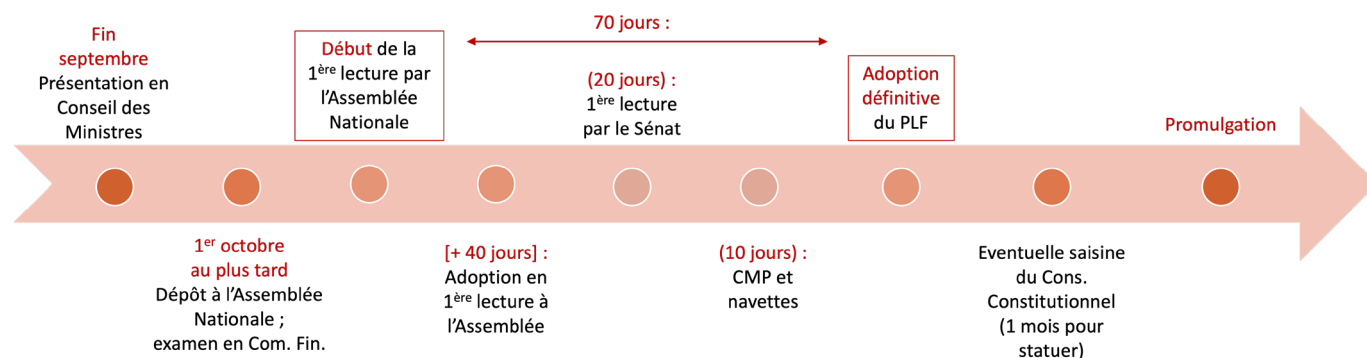 Fin
septembre
Présentation en
Conseil des
Ministres
1er octobre
au plus tard
Dépôt à l’Assemblée
Nationale ;
examen en Com. Fin.
Début de la
1ère lecture par
l’Assemblée
Nationale
[+ 40 jours] :
Adoption en
1ère lecture à
l’Assemblée
70 jours :
(20 jours) :
1ère lecture
par le Sénat
(10 jours) :
CMP et
navettes
Adoption
définitive
du PLF
Eventuelle saisine
du Cons.
Constitutionnel
(1 mois pour
statuer)
Promulgation